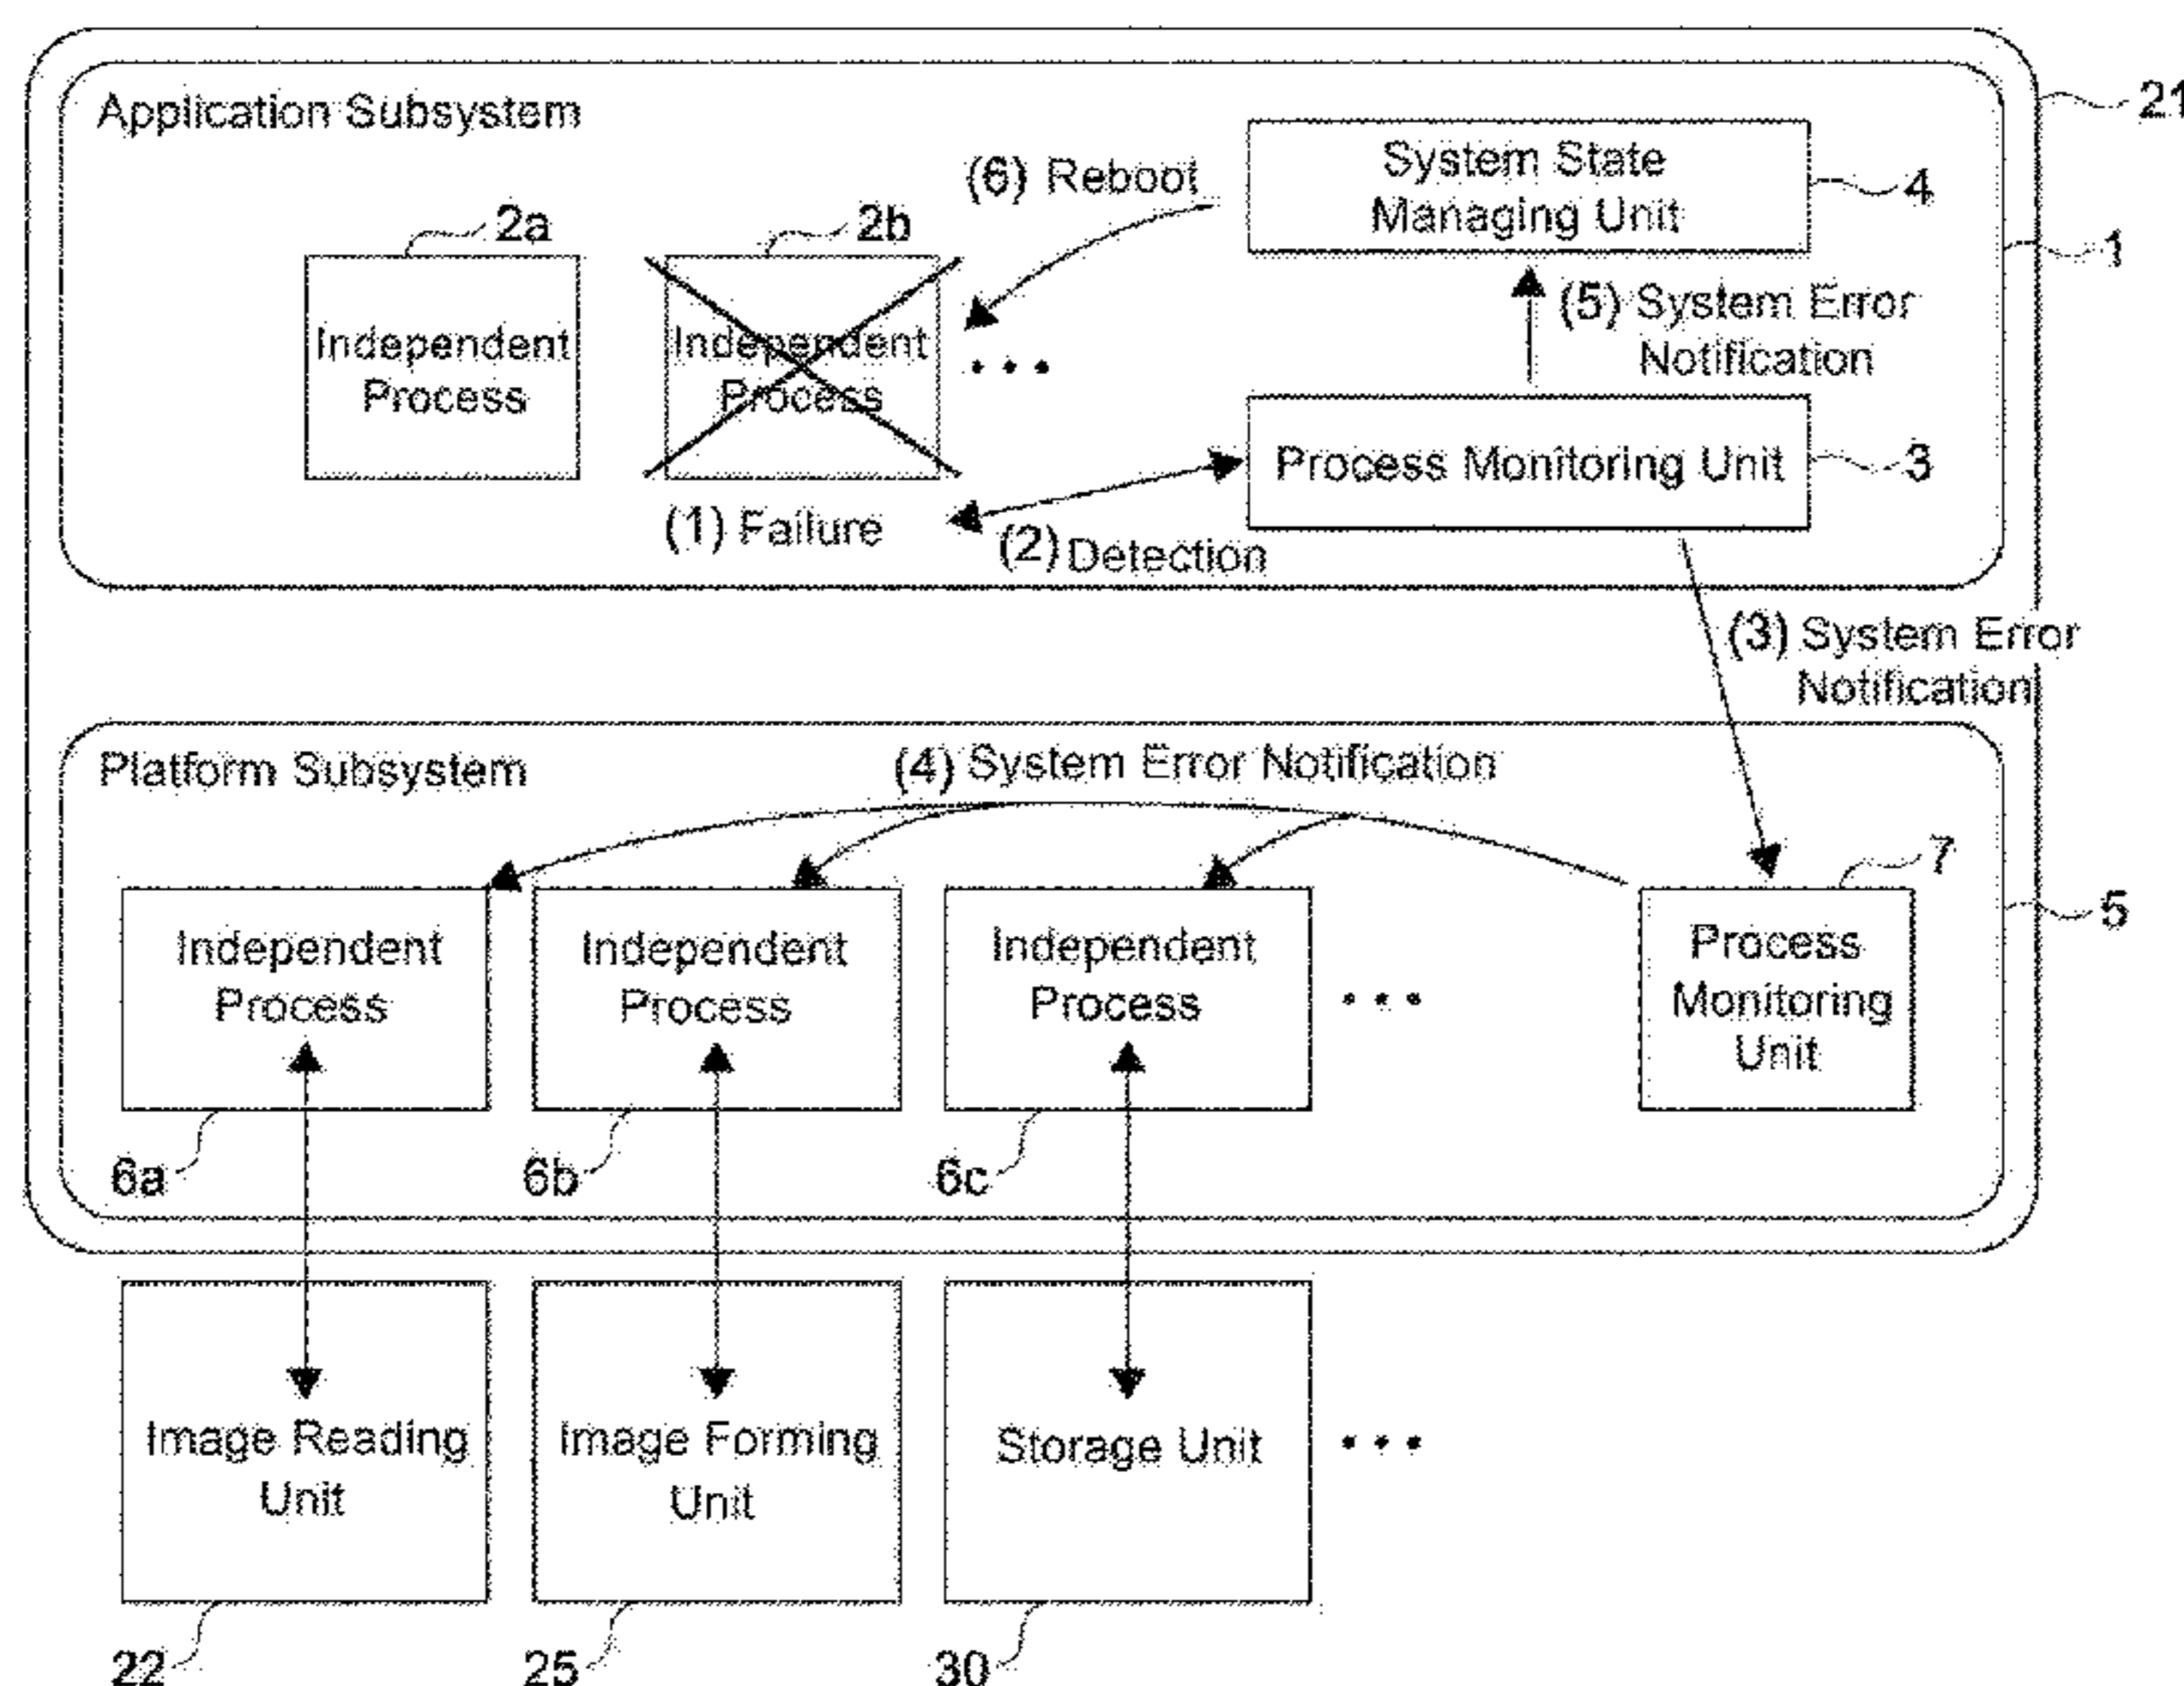 Application Subsystem
21
(6) Reboot
System State
Managing Unit
4
1
2a
2b
Independent
Process
Independent
Process
• • •
(5) System Error
Notification
Process Monitoring Unit
3
(1) Failure
(2) Detection
(3) System Error
Notification
Platform Subsystem
(4) System Error Notification
7
5
Independent
Process
Independent
Process
Independent
Process
• • •
Process
Monitoring
Unit
6a
6b
6c
Image Reading
Unit
Image Forming
Unit
Storage Unit
• • •
22
25
30